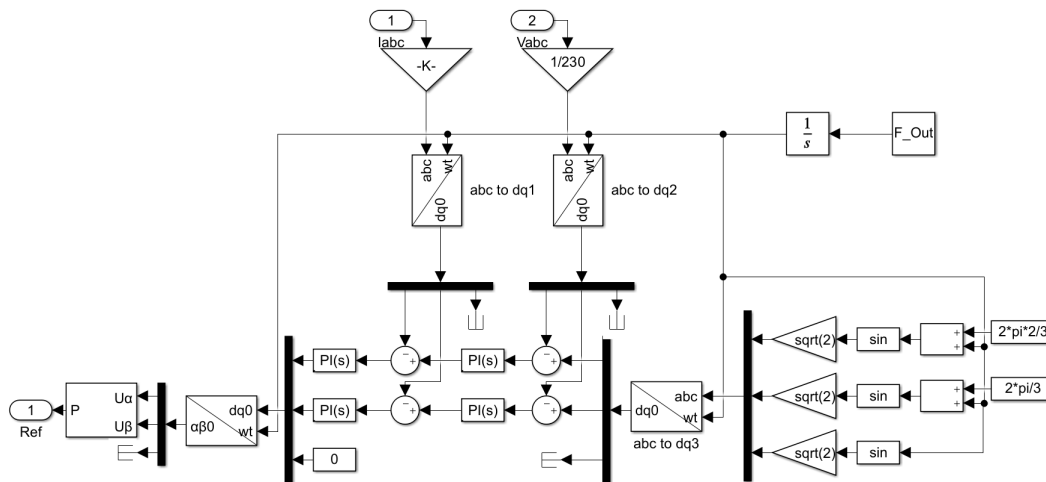 1
Iabc
-K-
2
Vabc
1/230
1
s
F_Out
abc
wt
dq0
abc to dq1
abc
wt
dq0
abc to dq2
2*pi*2/3
+
+
sin
sqrt(2)
−
+
PI(s)
−
+
PI(s)
2*pi/3
+
+
sin
sqrt(2)
abc
wt
dq0
abc to dq3
−
+
PI(s)
−
+
PI(s)
sin
sqrt(2)
0
dq0
wt
αβ0
Uα
Uβ
P
1
Ref